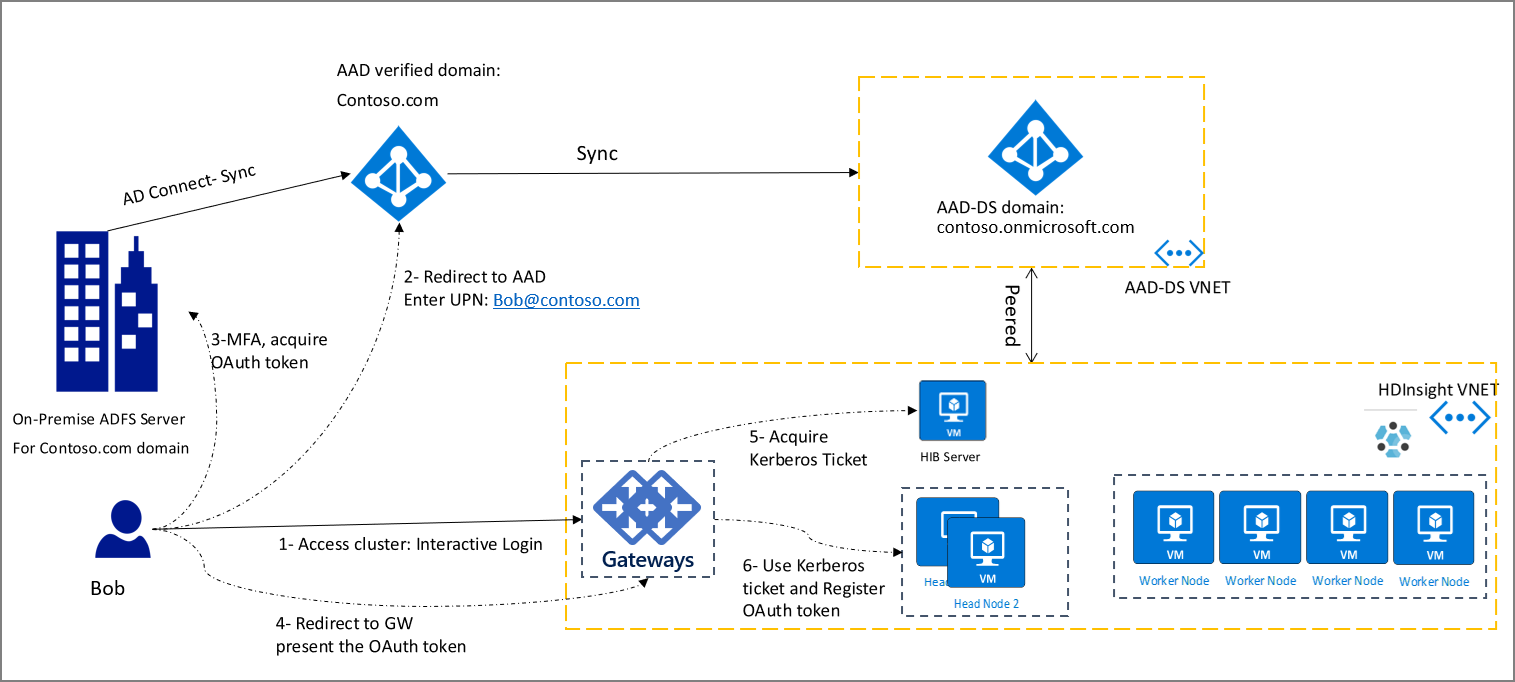 AAD verified domain:
Contoso.com
AD Connect- Sync
Sync
AAD-DS domain:
contoso.onmicrosoft.com
AAD-DS VNET
Peered
2- Redirect to AAD
Enter UPN: Bob@contoso.com
3-MFA, acquire
OAuth token
On-Premise ADFS Server
For Contoso.com domain
Bob
1- Access cluster: Interactive Login
4- Redirect to GW
present the OAuth token
Gateways
5- Acquire
Kerberos Ticket
VM
HIB Server
6- Use Kerberos
ticket and Register
OAuth token
Head
VM
Head Node 2
HDInsight VNET
VM
Worker Node
VM
Worker Node
VM
Worker Node
VM
Worker Node